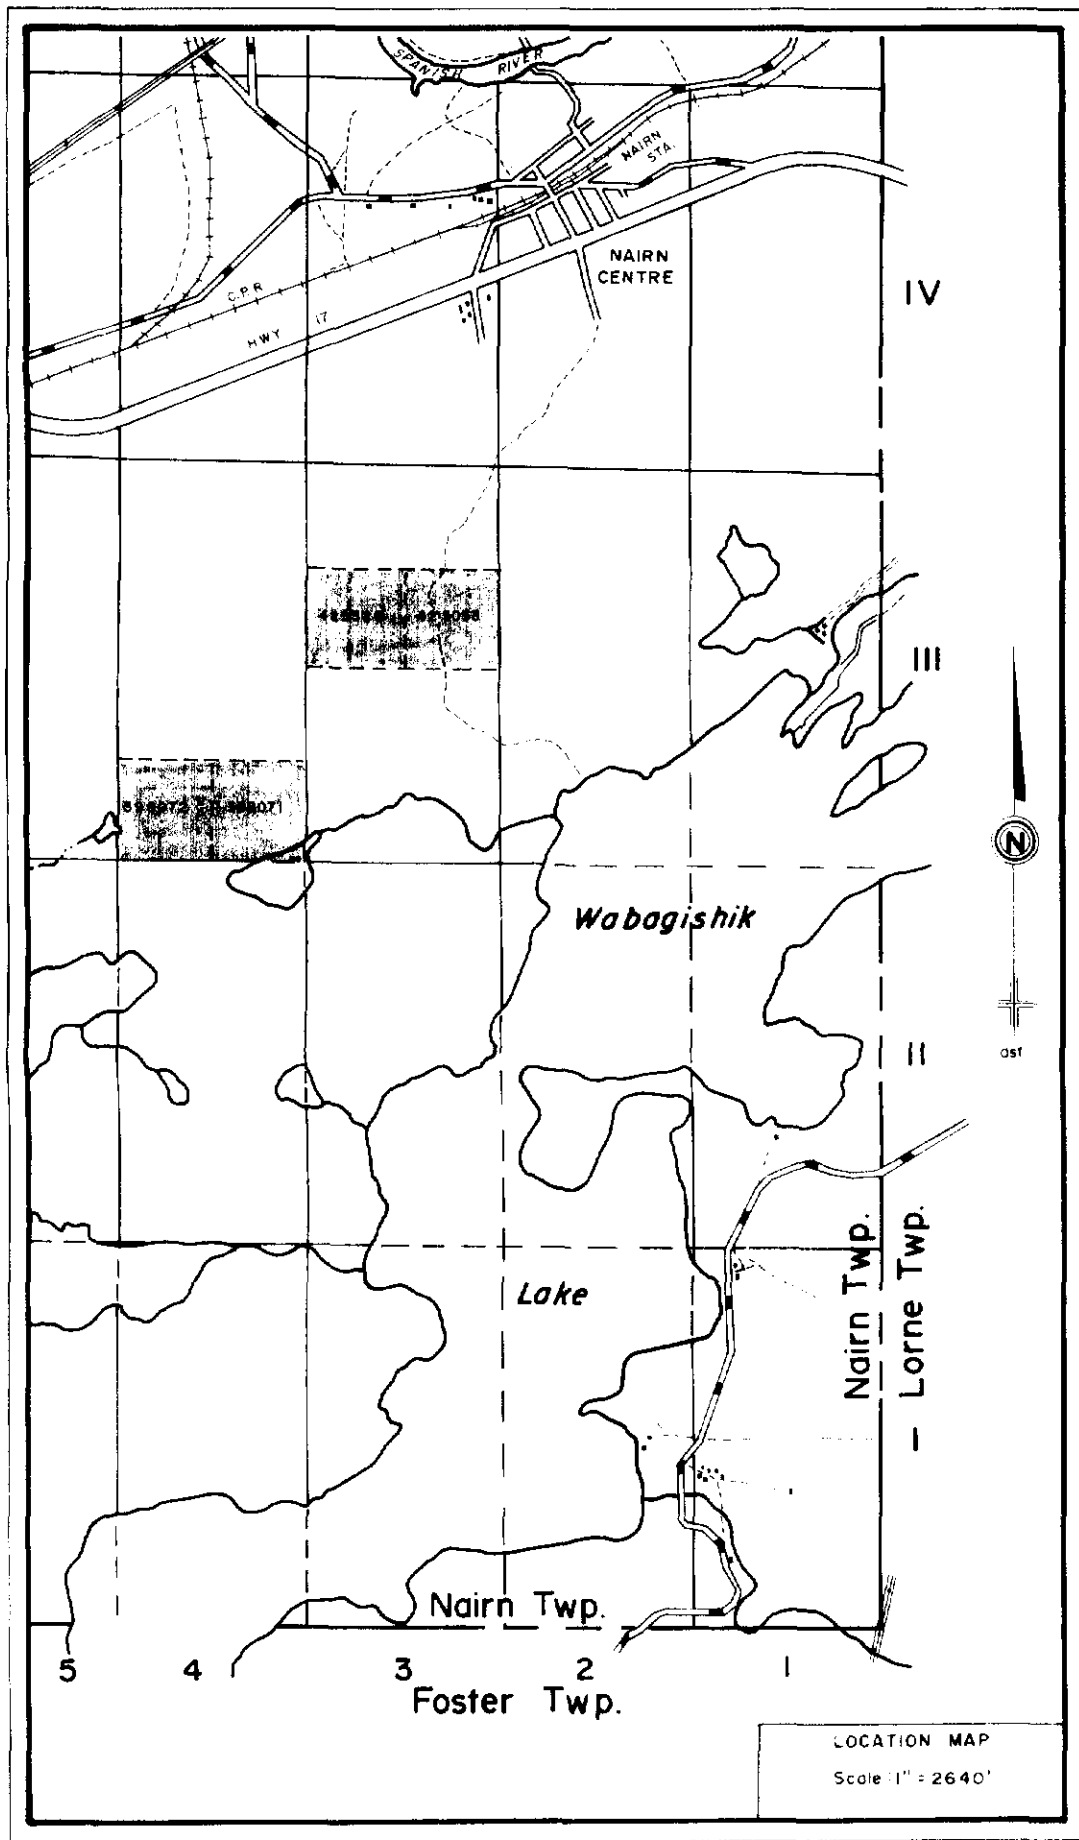 SPANISH RIVER
NAIRN
STA.
NAIRN
CENTRE
C.P.R
HWY 17
IV
III
N
Wabagishik
II
ast
Lake
Nairn Twp.
Lorne Twp.
I
Nairn Twp.
5 4 3 2 1
Foster Twp.
LOCATION MAP
Scale 1" = 2640'